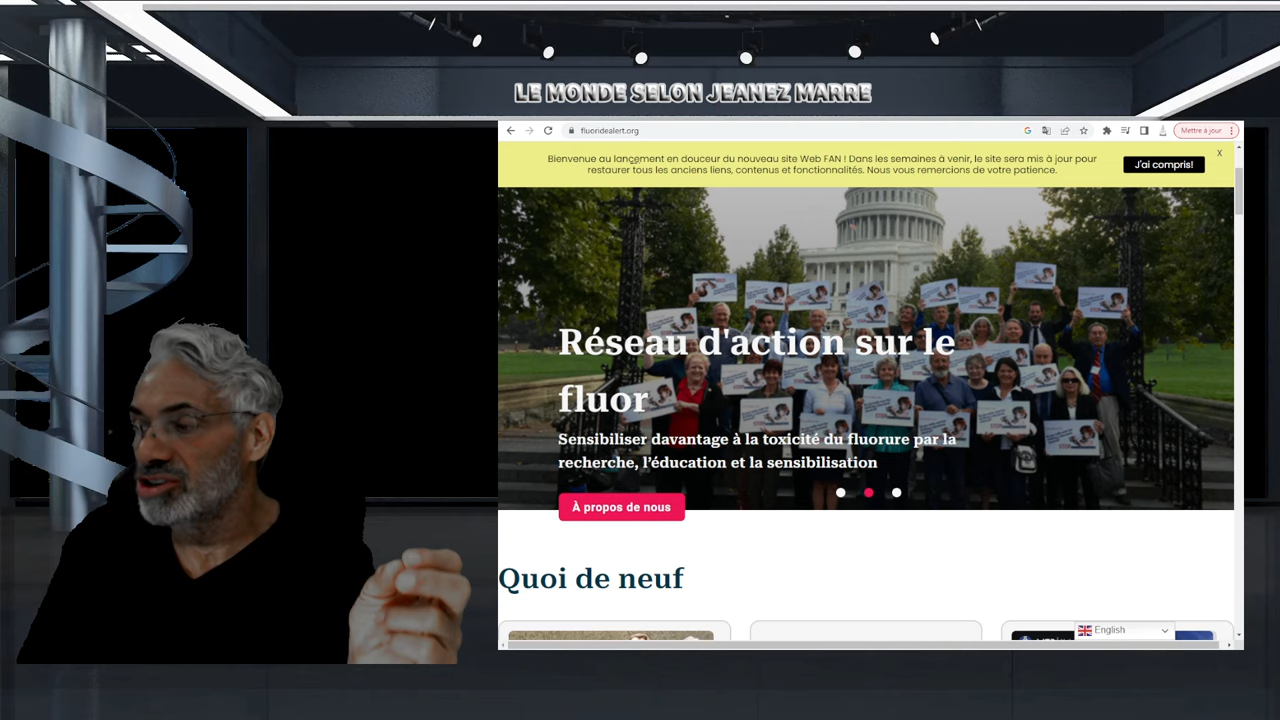 LE MONDE SELON JEANEZ MARRE
fluoridealert.org
Mettre à jour
Bienvenue au lancement en douceur du nouveau site Web FAN ! Dans les semaines à venir, le site sera mis à jour pour
restaurer tous les anciens liens, contenus et fonctionnalités. Nous vous remercions de votre patience.
J'ai compris!
X
Réseau d'action sur le
fluor
Sensibiliser davantage à la toxicité du fluorure par la
recherche, l’éducation et la sensibilisation
À propos de nous
Quoi de neuf
English